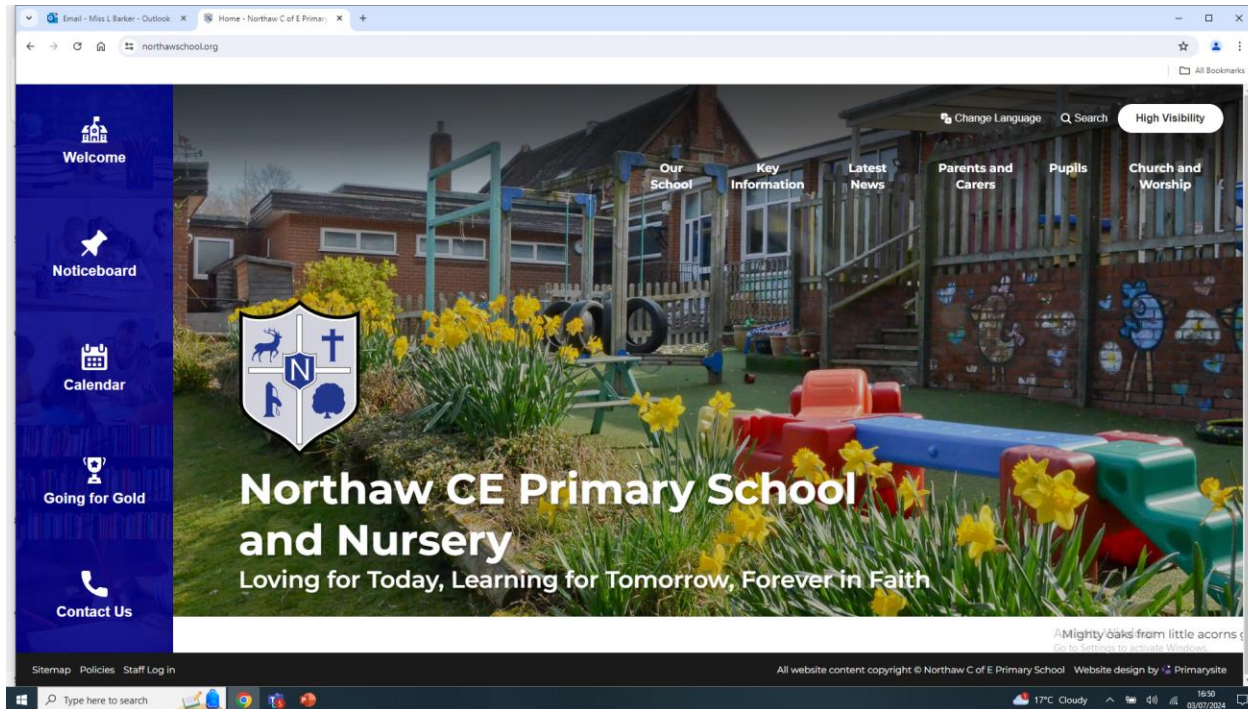 Email - Miss L Barker - Outlook
Home - Northaw C of E Primary
northawschool.org
All Bookmarks
Welcome
Noticeboard
Calendar
Going for Gold
Contact Us
Change Language Search High Visibility
Our School
Key Information
Latest News
Parents and Carers
Pupils
Church and Worship
N
Northaw CE Primary School
and Nursery
Loving for Today, Learning for Tomorrow, Forever in Faith
Mighty oaks from little acorns
Go to Settings to activate Windows.
Sitemap Policies Staff Log in
All website content copyright © Northaw C of E Primary School Website design by Primarysite
Type here to search
17°C Cloudy
16:50
03/07/2024